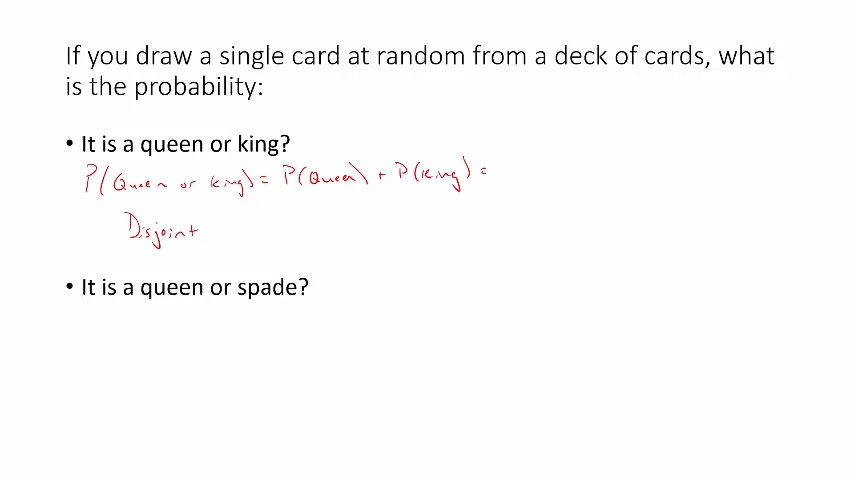 If you draw a single card at random from a deck of cards, what
is the probability:
• It is a queen or king?
P(Queen or king) = P(Queen) + P(King) =
Disjoint
• It is a queen or spade?